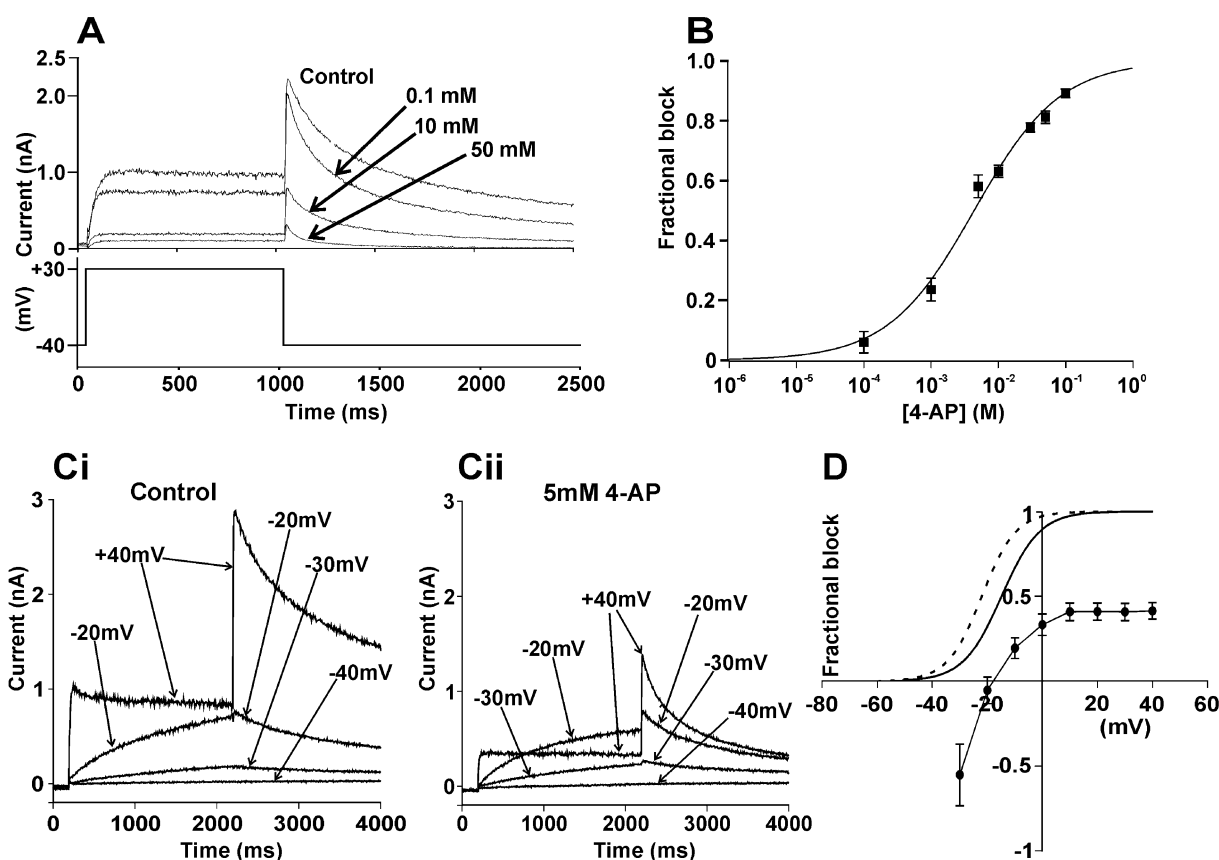 A
2.5
2.0
1.0
0
Current (nA)
Control
0.1 mM
10 mM
50 mM
+30
-40
(mV)
0 500 1000 1500 2000 2500
Time (ms)
B
1.0
0.8
0.6
0.4
0.2
0
Fractional block
10⁻⁶ 10⁻⁵ 10⁻⁴ 10⁻³ 10⁻² 10⁻¹ 10⁰
[4-AP] (M)
Ci
Control
3
2
1
0
Current (nA)
+40mV
-20mV
-20mV
-30mV
-40mV
0 1000 2000 3000 4000
Time (ms)
Cii
5mM 4-AP
3
2
1
0
Current (nA)
+40mV
-20mV
-20mV
-30mV
-30mV
-40mV
0 1000 2000 3000 4000
Time (ms)
D
Fractional block
1
0.5
-0.5
-1
-80 -60 -40 -20 20 40 60
(mV)